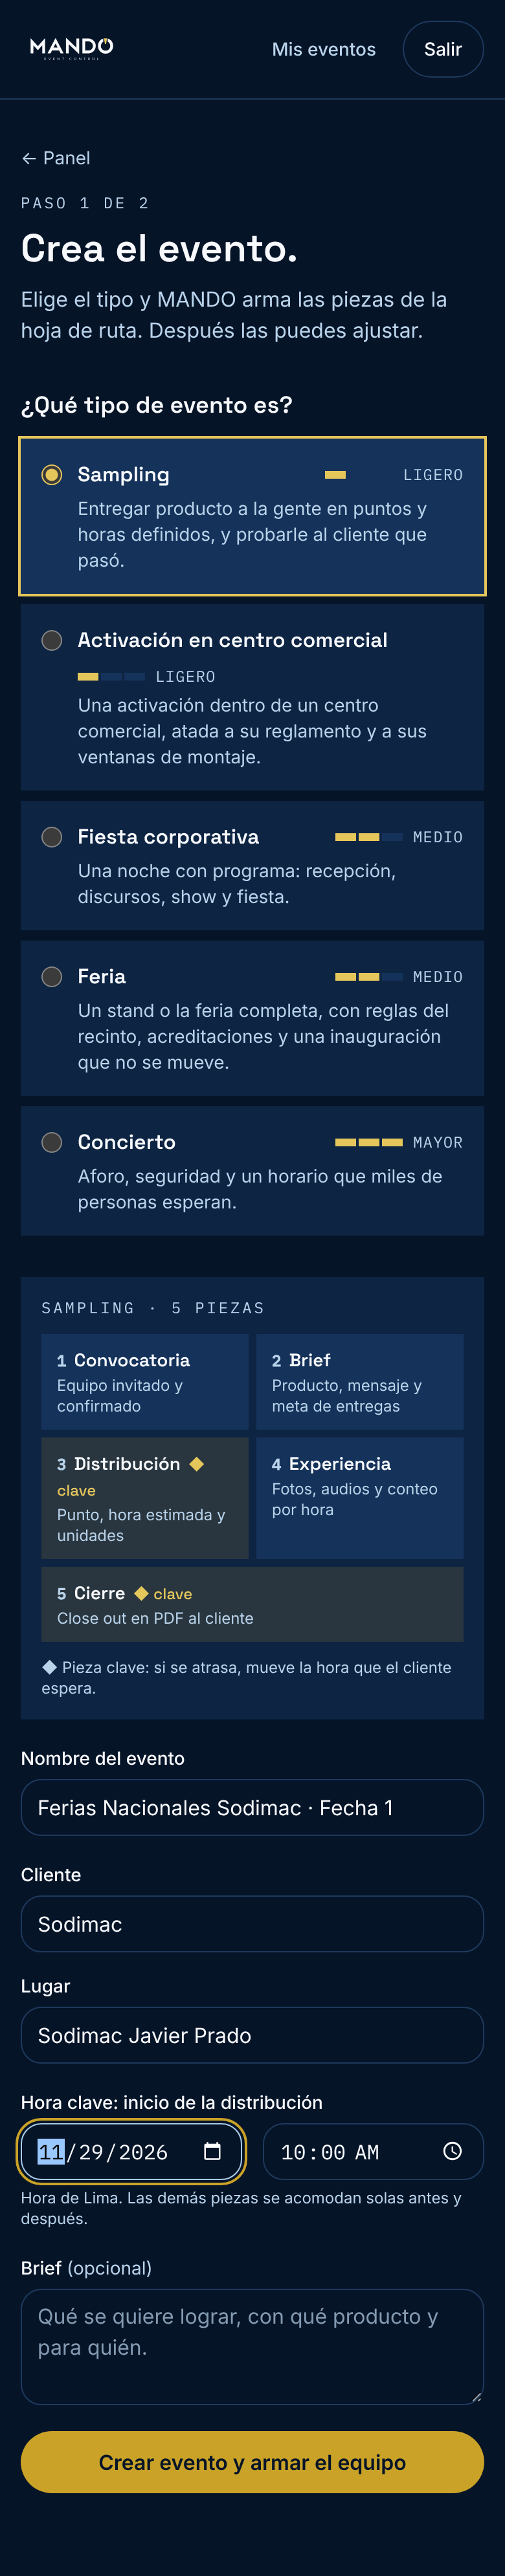 MANDO
EVENT CONTROL
Mis eventos
Salir
← Panel
PASO 1 DE 2
Crea el evento.
Elige el tipo y MANDO arma las piezas de la
hoja de ruta. Después las puedes ajustar.
¿Qué tipo de evento es?
Sampling
LIGERO
Entregar producto a la gente en puntos y
horas definidos, y probarle al cliente que
pasó.
Activación en centro comercial
LIGERO
Una activación dentro de un centro
comercial, atada a su reglamento y a sus
ventanas de montaje.
Fiesta corporativa
MEDIO
Una noche con programa: recepción,
discursos, show y fiesta.
Feria
MEDIO
Un stand o la feria completa, con reglas del
recinto, acreditaciones y una inauguración
que no se mueve.
Concierto
MAYOR
Aforo, seguridad y un horario que miles de
personas esperan.
SAMPLING · 5 PIEZAS
1 Convocatoria
Equipo invitado y
confirmado
2 Brief
Producto, mensaje y
meta de entregas
3 Distribución ◆
clave
Punto, hora estimada y
unidades
4 Experiencia
Fotos, audios y conteo
por hora
5 Cierre ◆ clave
Close out en PDF al cliente
◆ Pieza clave: si se atrasa, mueve la hora que el cliente
espera.
Nombre del evento
Ferias Nacionales Sodimac · Fecha 1
Cliente
Sodimac
Lugar
Sodimac Javier Prado
Hora clave: inicio de la distribución
11/29/2026
10:00 AM
Hora de Lima. Las demás piezas se acomodan solas antes y
después.
Brief (opcional)
Qué se quiere lograr, con qué producto y
para quién.
Crear evento y armar el equipo